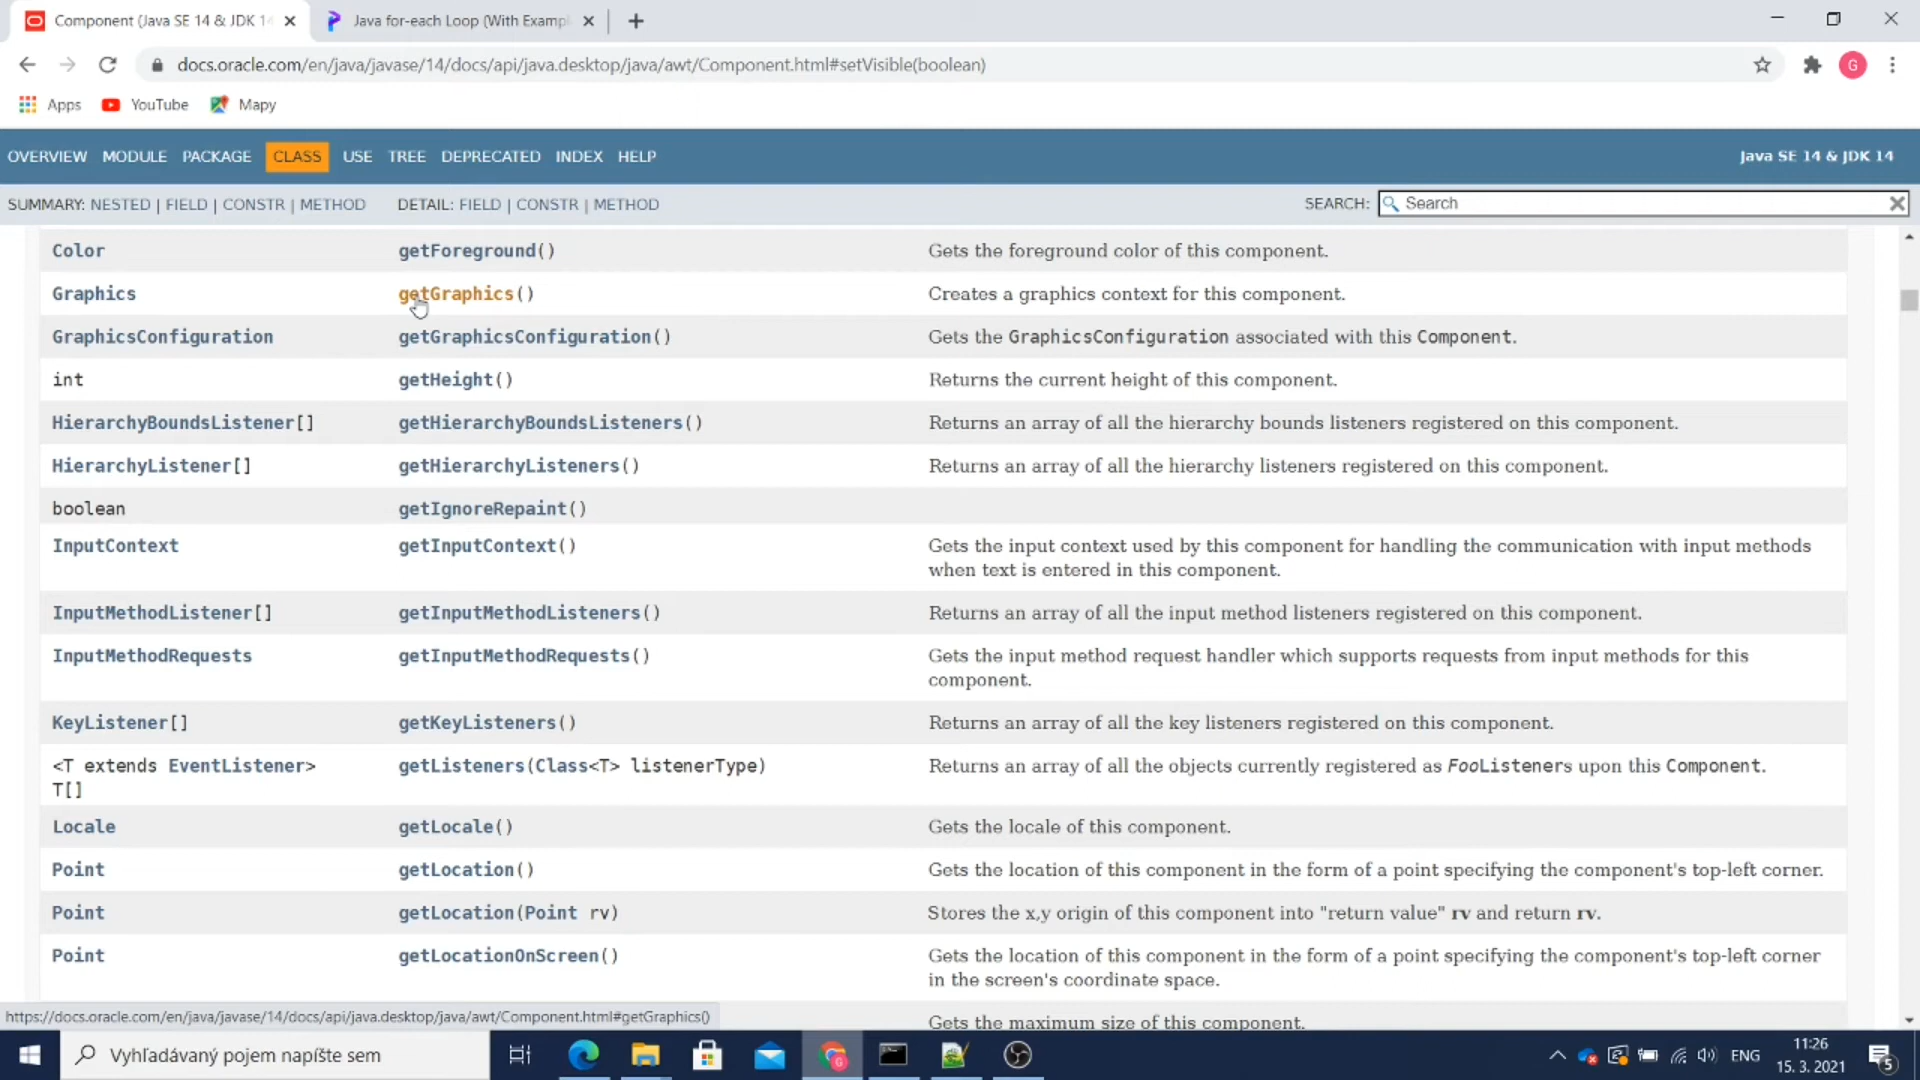 Component (Java SE 14 & JDK 14
Java for-each Loop (With Exampl
docs.oracle.com/en/java/javase/14/docs/api/java.desktop/java/awt/Component.html#setVisible(boolean)
G
Apps YouTube Mapy
OVERVIEW MODULE PACKAGE CLASS USE TREE DEPRECATED INDEX HELP Java SE 14 & JDK 14
SUMMARY: NESTED | FIELD | CONSTR | METHOD DETAIL: FIELD | CONSTR | METHOD SEARCH: Search
Color getForeground() Gets the foreground color of this component.
Graphics getGraphics() Creates a graphics context for this component.
GraphicsConfiguration getGraphicsConfiguration() Gets the GraphicsConfiguration associated with this Component.
int getHeight() Returns the current height of this component.
HierarchyBoundsListener[] getHierarchyBoundsListeners() Returns an array of all the hierarchy bounds listeners registered on this component.
HierarchyListener[] getHierarchyListeners() Returns an array of all the hierarchy listeners registered on this component.
boolean getIgnoreRepaint()
InputContext getInputContext() Gets the input context used by this component for handling the communication with input methods
when text is entered in this component.
InputMethodListener[] getInputMethodListeners() Returns an array of all the input method listeners registered on this component.
InputMethodRequests getInputMethodRequests() Gets the input method request handler which supports requests from input methods for this
component.
KeyListener[] getKeyListeners() Returns an array of all the key listeners registered on this component.
<T extends EventListener> getListeners(Class<T> listenerType) Returns an array of all the objects currently registered as FooListeners upon this Component.
T[]
Locale getLocale() Gets the locale of this component.
Point getLocation() Gets the location of this component in the form of a point specifying the component's top-left corner.
Point getLocation(Point rv) Stores the x,y origin of this component into "return value" rv and return rv.
Point getLocationOnScreen() Gets the location of this component in the form of a point specifying the component's top-left corner
in the screen's coordinate space.
https://docs.oracle.com/en/java/javase/14/docs/api/java.desktop/java/awt/Component.html#getGraphics()
Gets the maximum size of this component.
Vyhľadávaný pojem napíšte sem
ENG
11:26
15. 3. 2021
5